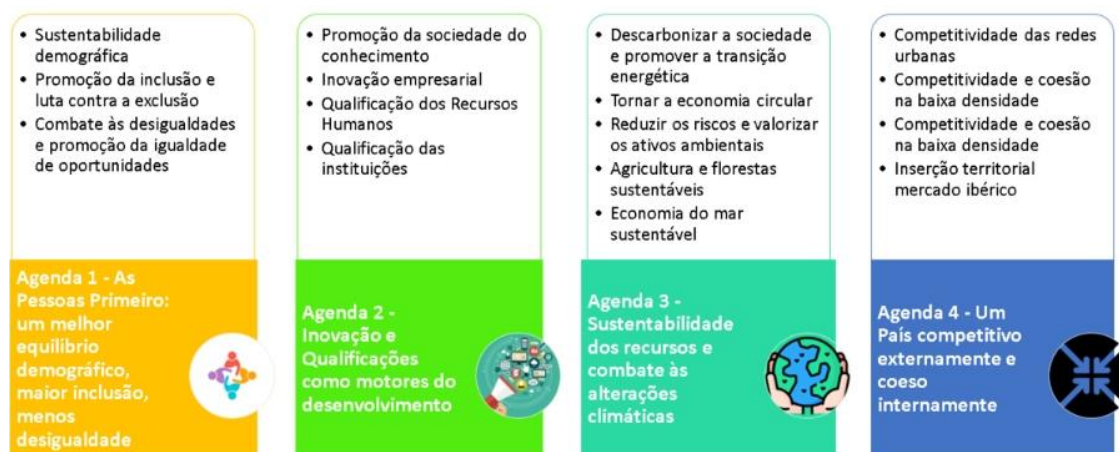 • Sustentabilidade
demográfica
• Promoção da inclusão e
luta contra a exclusão
• Combate às desigualdades
e promoção da igualdade
de oportunidades
Agenda 1 - As
Pessoas Primeiro:
um melhor
equilíbrio
demográfico,
maior inclusão,
menos
desigualdade
• Promoção da sociedade do
conhecimento
• Inovação empresarial
• Qualificação dos Recursos
Humanos
• Qualificação das
instituições
Agenda 2 -
Inovação e
Qualificações
como motores do
desenvolvimento
• Descarbonizar a sociedade
e promover a transição
energética
• Tornar a economia circular
• Reduzir os riscos e valorizar
os ativos ambientais
• Agricultura e florestas
sustentáveis
• Economia do mar
sustentável
Agenda 3 -
Sustentabilidade
dos recursos e
combate às
alterações
climáticas
• Competitividade das redes
urbanas
• Competitividade e coesão
na baixa densidade
• Competitividade e coesão
na baixa densidade
• Inserção territorial
mercado ibérico
Agenda 4 - Um
País competitivo
externamente e
coeso
internamente